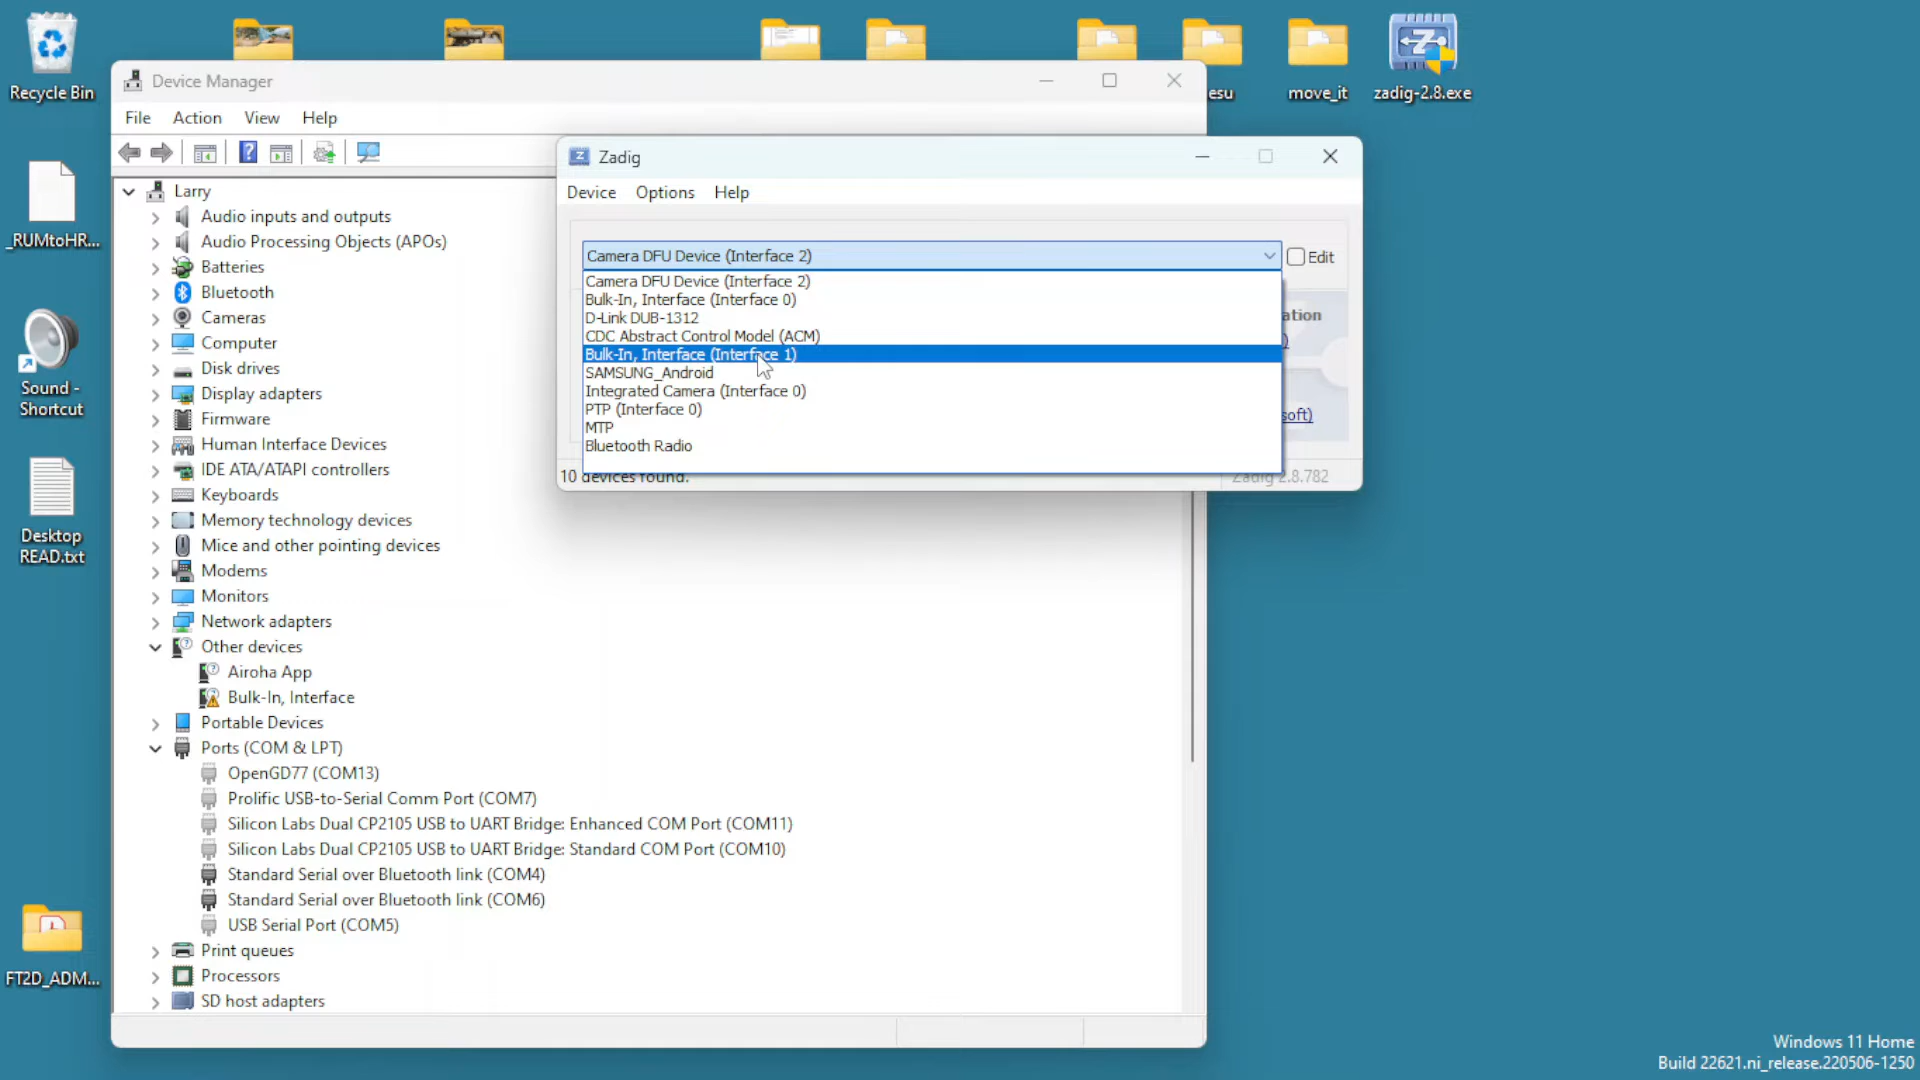 Recycle Bin
esu
move_it
zadig-2.8.exe
_RUMtoHR...
Sound -
Shortcut
Desktop
READ.txt
FT2D_ADM...
Device Manager
File Action View Help
Larry
Audio inputs and outputs
Audio Processing Objects (APOs)
Batteries
Bluetooth
Cameras
Computer
Disk drives
Display adapters
Firmware
Human Interface Devices
IDE ATA/ATAPI controllers
Keyboards
Memory technology devices
Mice and other pointing devices
Modems
Monitors
Network adapters
Other devices
Airoha App
Bulk-In, Interface
Portable Devices
Ports (COM & LPT)
OpenGD77 (COM13)
Prolific USB-to-Serial Comm Port (COM7)
Silicon Labs Dual CP2105 USB to UART Bridge: Enhanced COM Port (COM11)
Silicon Labs Dual CP2105 USB to UART Bridge: Standard COM Port (COM10)
Standard Serial over Bluetooth link (COM4)
Standard Serial over Bluetooth link (COM6)
USB Serial Port (COM5)
Print queues
Processors
SD host adapters
Zadig
Device Options Help
Camera DFU Device (Interface 2)
Edit
Camera DFU Device (Interface 2)
Bulk-In, Interface (Interface 0)
D-Link DUB-1312
CDC Abstract Control Model (ACM)
Bulk-In, Interface (Interface 1)
SAMSUNG_Android
Integrated Camera (Interface 0)
PTP (Interface 0)
MTP
Bluetooth Radio
ation
)
soft)
10 devices found.
Zadig 2.8.782
Windows 11 Home
Build 22621.ni_release.220506-1250